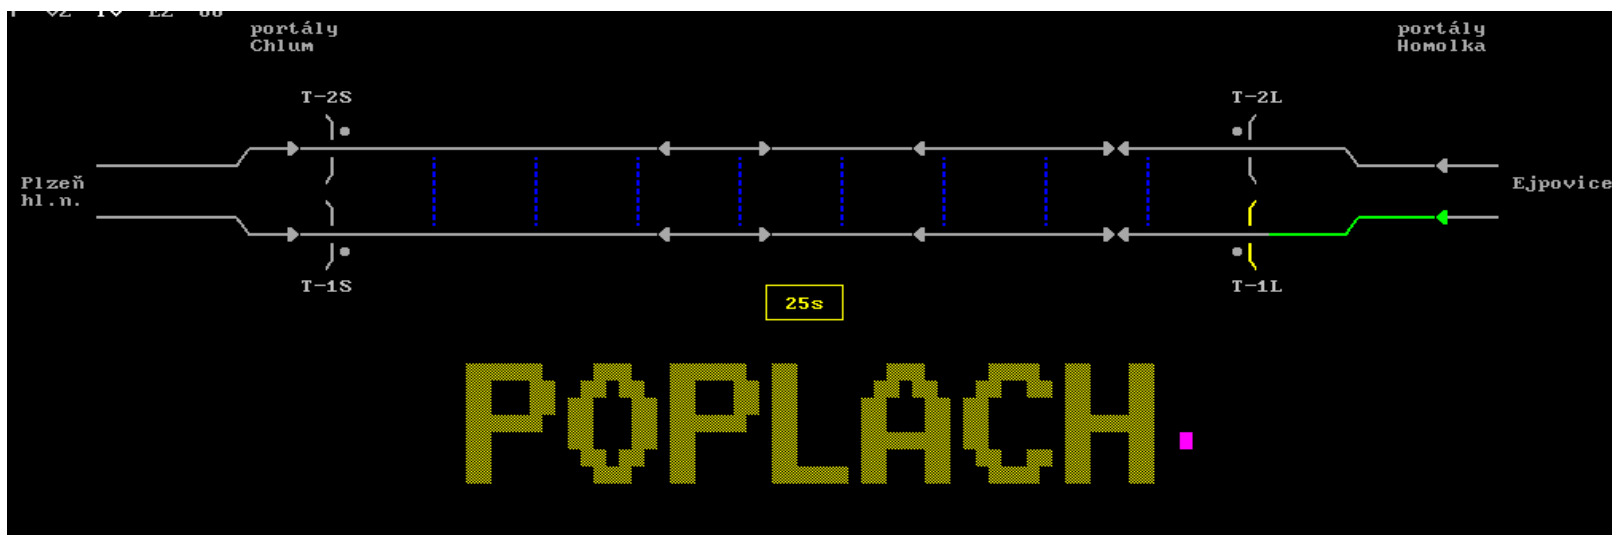 portály
Chlum
portály
Homolka
T-2S
T-2L
Plzeň
hl.n.
Ejpovice
T-1S
T-1L
25s
POPLACH.